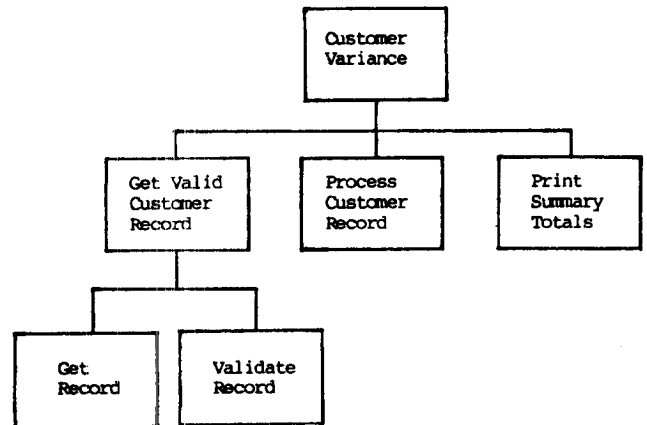 Customer
Variance
Get Valid
Customer
Record
Process
Customer
Record
Print
Summary
Totals
Get
Record
Validate
Record